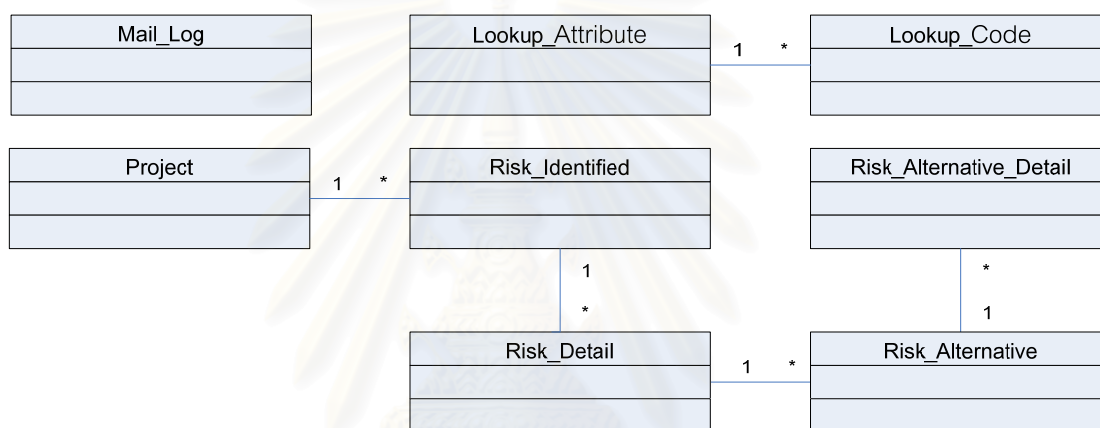 Mail_Log
Lookup_Attribute
1 *
Lookup_Code
Project
1 *
Risk_Identified
Risk_Alternative_Detail
1
*
*
1
Risk_Detail
1 *
Risk_Alternative